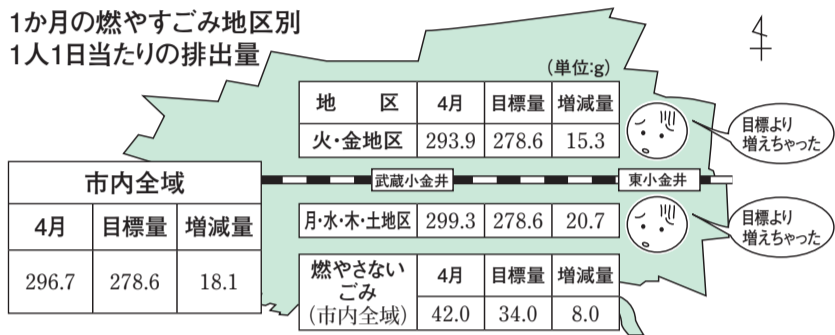 1か月の燃やすごみ地区別
1人1日当たりの排出量
(単位:g)
地 区 4月 目標量 増減量
火・金地区 293.9 278.6 15.3
目標より
増えちゃった
市内全域
4月 目標量 増減量
296.7 278.6 18.1
武蔵小金井
東小金井
月・水・木・土地区 299.3 278.6 20.7
目標より
増えちゃった
燃やさない
ごみ
(市内全域)
4月 目標量 増減量
42.0 34.0 8.0